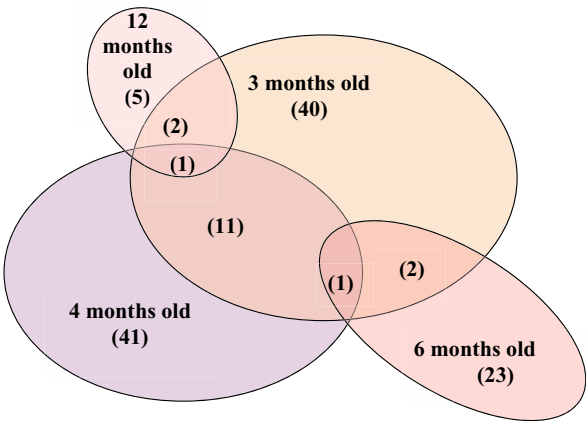 12
months
old
(5)
3 months old
(40)
(2)
(1)
(11)
(1)
(2)
4 months old
(41)
6 months old
(23)